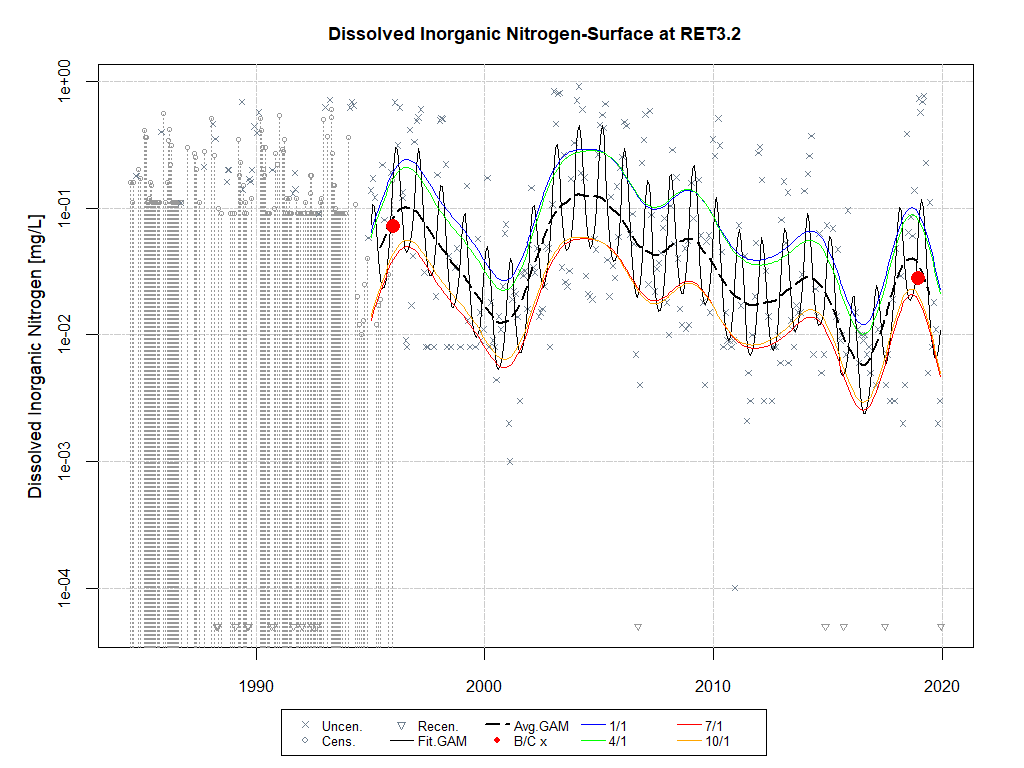 Dissolved Inorganic Nitrogen-Surface at RET3.2
Dissolved Inorganic Nitrogen [mg/L]
1e+00
1e-01
1e-02
1e-03
1e-04
1990 2000 2010 2020
Uncen. Recen. Avg.GAM 1/1 7/1
Cens. Fit.GAM B/C x 4/1 10/1